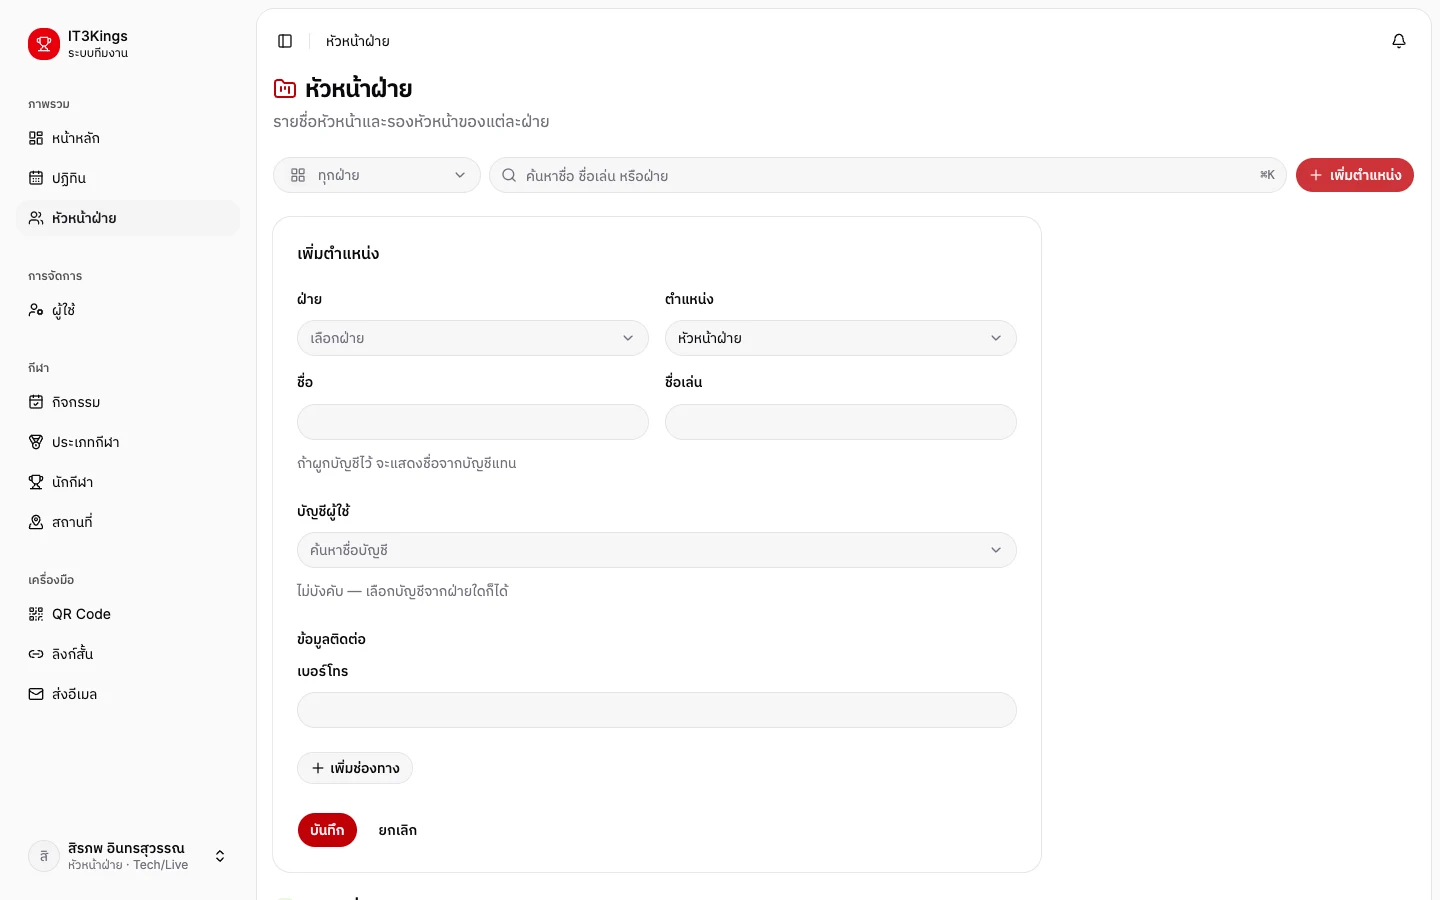 IT3Kings
ระบบทีมงาน
ภาพรวม
หน้าหลัก
ปฏิทิน
หัวหน้าฝ่าย
การจัดการ
ผู้ใช้
กีฬา
กิจกรรม
ประเภทกีฬา
นักกีฬา
สถานที่
เครื่องมือ
QR Code
ลิงก์สั้น
ส่งอีเมล
สิ
สิรภพ อินทรสุวรรณ
หัวหน้าฝ่าย · Tech/Live
หัวหน้าฝ่าย
หัวหน้าฝ่าย
รายชื่อหัวหน้าและรองหัวหน้าของแต่ละฝ่าย
ทุกฝ่าย
ค้นหาชื่อ ชื่อเล่น หรือฝ่าย
⌘K
เพิ่มตำแหน่ง
เพิ่มตำแหน่ง
ฝ่าย
ตำแหน่ง
เลือกฝ่าย
หัวหน้าฝ่าย
ชื่อ
ชื่อเล่น
ถ้าผูกบัญชีไว้ จะแสดงชื่อจากบัญชีแทน
บัญชีผู้ใช้
ค้นหาชื่อบัญชี
ไม่บังคับ — เลือกบัญชีจากฝ่ายใดก็ได้
ข้อมูลติดต่อ
เบอร์โทร
เพิ่มช่องทาง
บันทึก
ยกเลิก